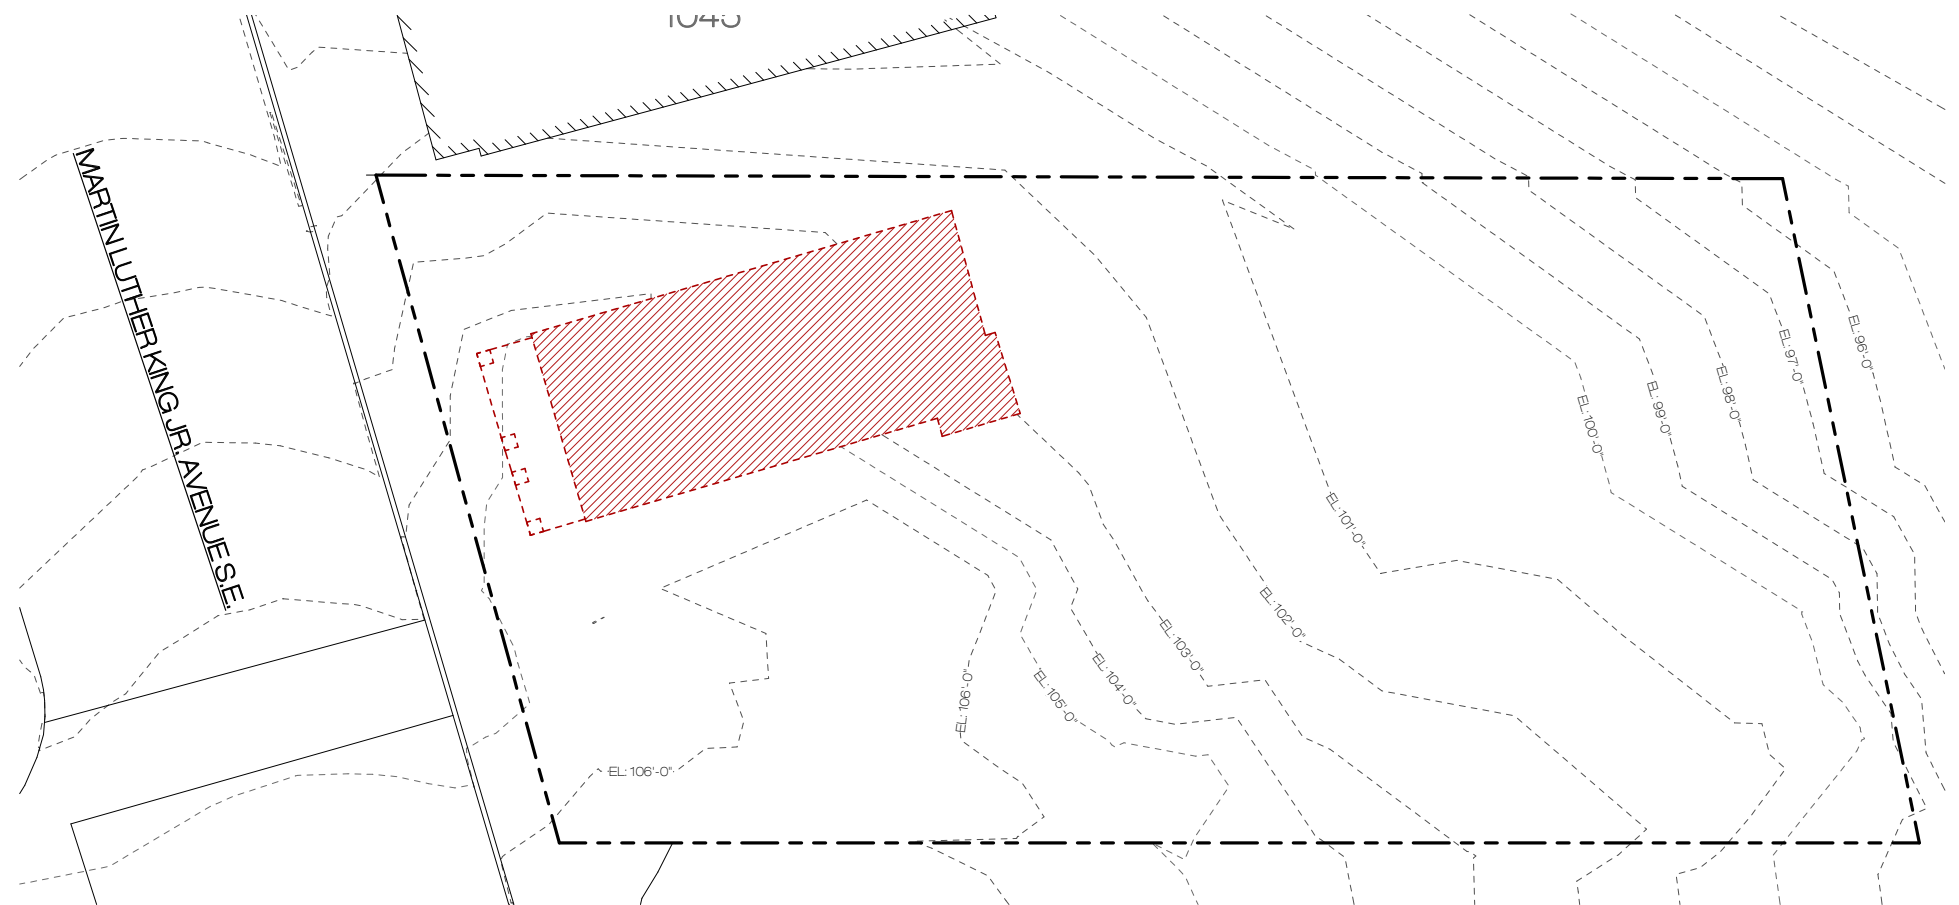 1045
MARTIN LUTHER KING JR. AVENUE S.E.
EL: 96'-0"
EL: 97'-0"
EL: 98'-0"
EL: 99'-0"
EL: 100'-0"
EL: 101'-0"
EL: 102'-0"
EL: 103'-0"
EL: 104'-0"
EL: 105'-0"
EL: 106'-0"
EL: 106'-0"